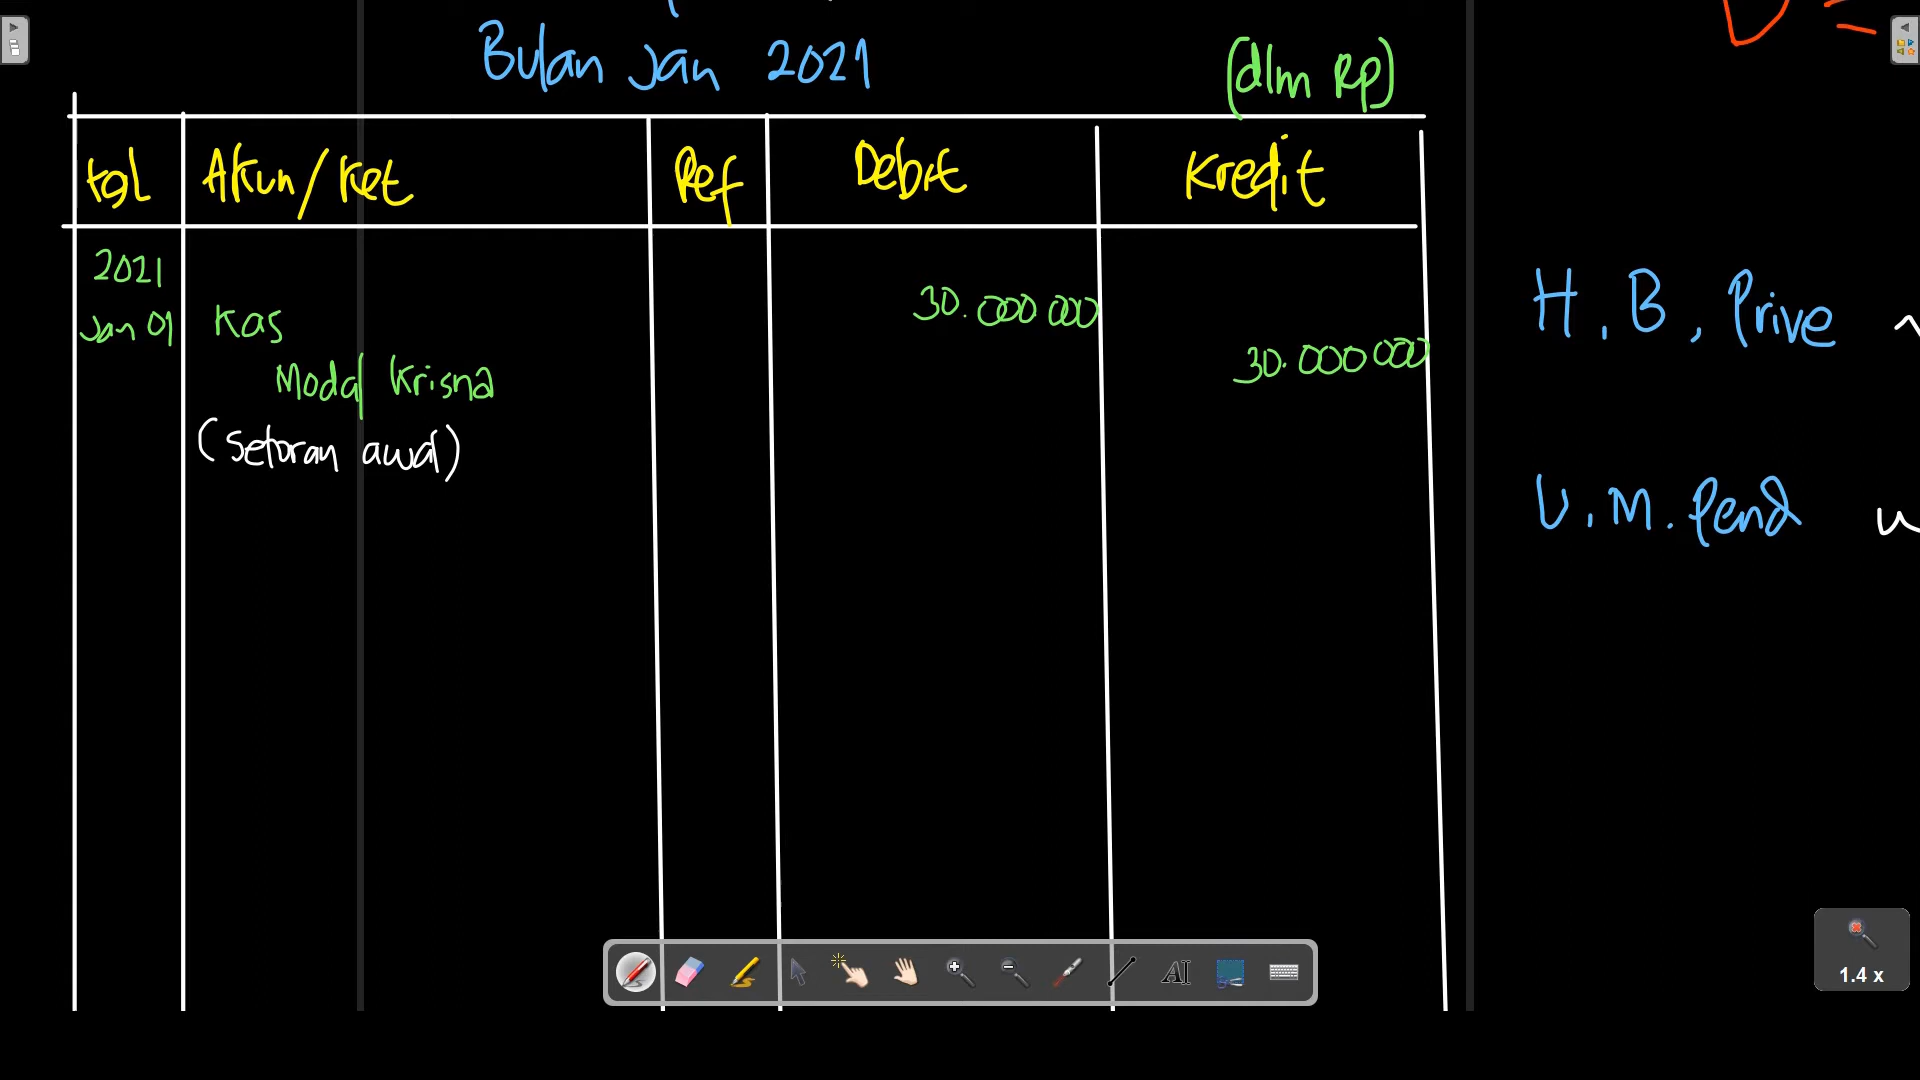 Bulan Jan 2021
(dlm Rp)
tgl Akun/ket Ref Debit Kredit
2021
Jan 01 Kas 30.000 000
Modal Krisna 30.000 000
(Setoran awal)
H, B, Prive
U. M. Pend
AI
1.4 x